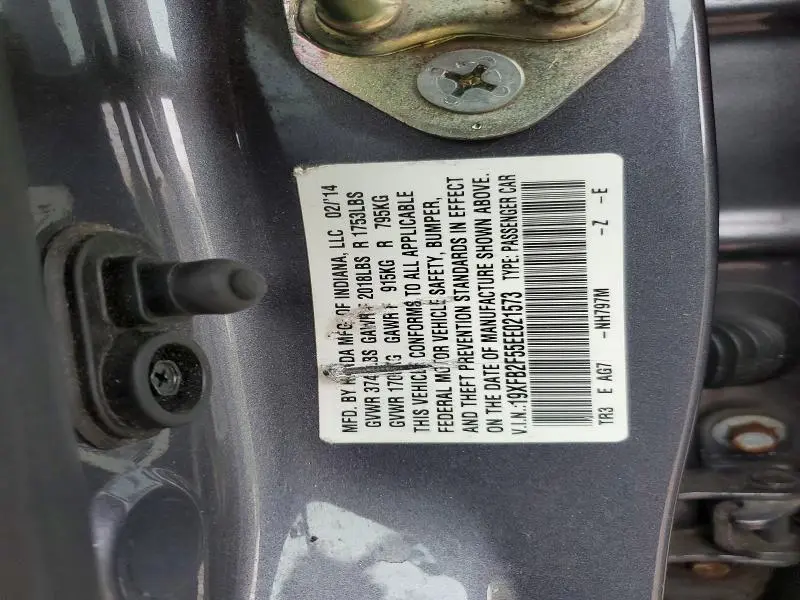 MFD. BY HONDA MFG. OF INDIANA, LLC 02/'14
GVWR LBS GAWR F 2018LBS R 1753LBS
GVWR KG GAWR F 915KG R 795KG
THIS VEHICLE CONFORMS TO ALL APPLICABLE
FEDERAL MOTOR VEHICLE SAFETY, BUMPER,
AND THEFT PREVENTION STANDARDS IN EFFECT
ON THE DATE OF MANUFACTURE SHOWN ABOVE.
V.I.N.:19XFB2F55EE021573 TYPE: PASSENGER CAR
TR3 E AG7 -NH797M -Z -E